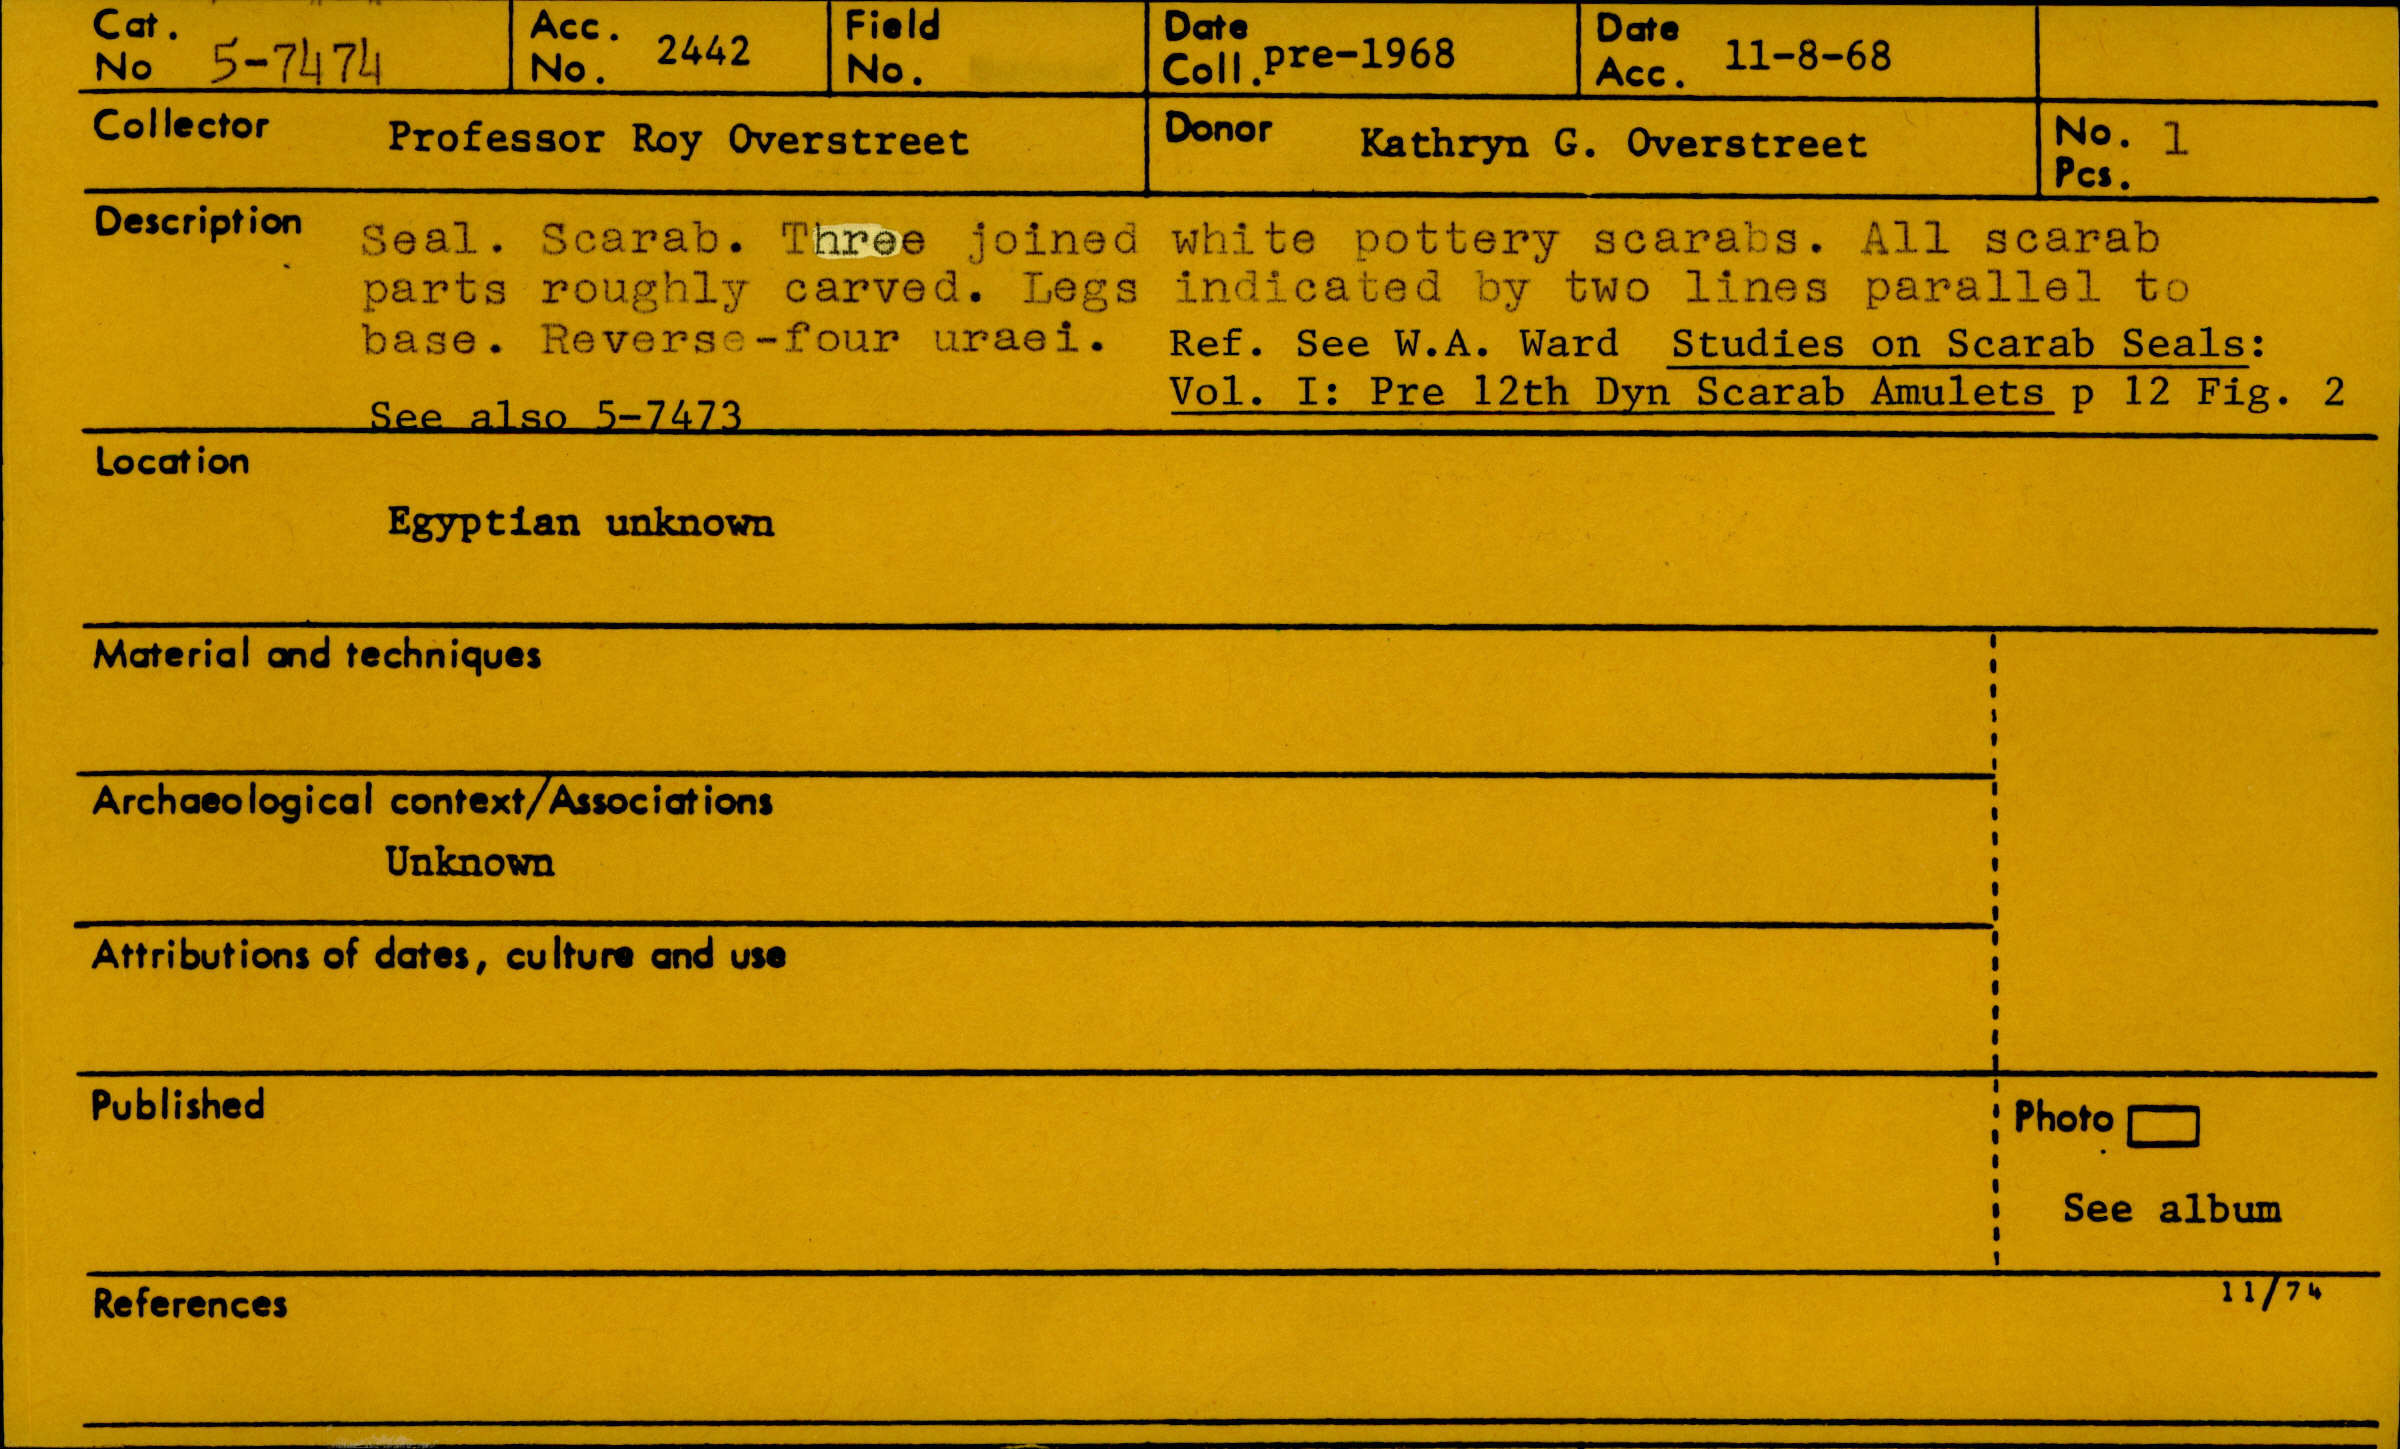 Cat. No 5-7474
Acc. No. 2442
Field No.
Date Coll. pre-1968
Date Acc. 11-8-68
Collector Professor Roy Overstreet
Donor Kathryn G. Overstreet
No. Pcs. 1
Description Seal. Scarab. Three joined white pottery scarabs. All scarab
parts roughly carved. Legs indicated by two lines parallel to
base. Reverse-four uraei. Ref. See W.A. Ward Studies on Scarab Seals:
Vol. I: Pre 12th Dyn Scarab Amulets p 12 Fig. 2
See also 5-7473
Location
Egyptian unknown
Material and techniques
Archaeological context/Associations
Unknown
Attributions of dates, culture and use
Published
Photo
See album
References
11/74